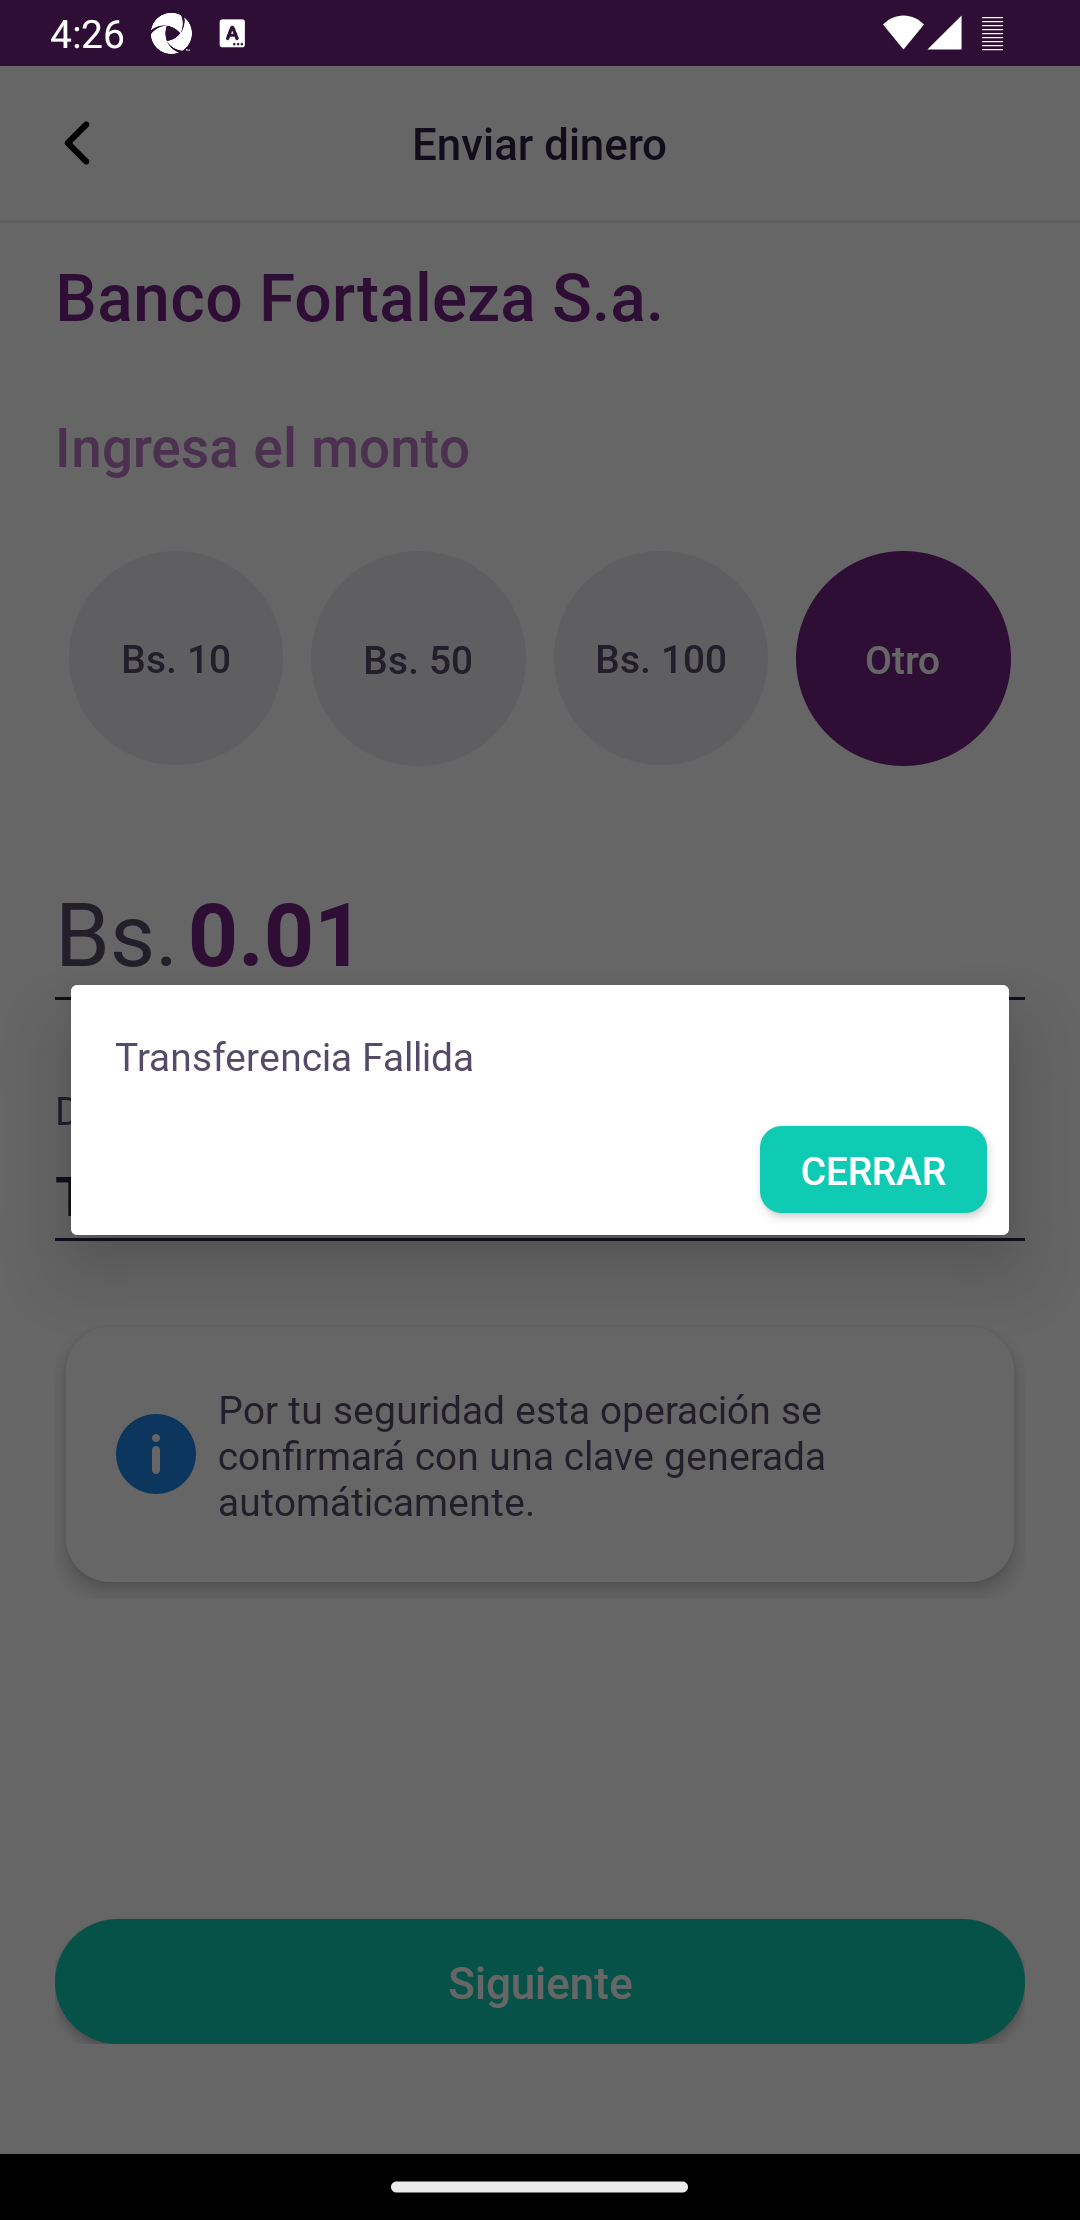 4:26
Enviar dinero
Banco Fortaleza S.a.
Ingresa el monto
Bs. 10
Bs. 50
Bs. 100
Otro
Bs. 0.01
Transferencia Fallida
CERRAR
Por tu seguridad esta operación se
confirmará con una clave generada
automáticamente.
Siguiente